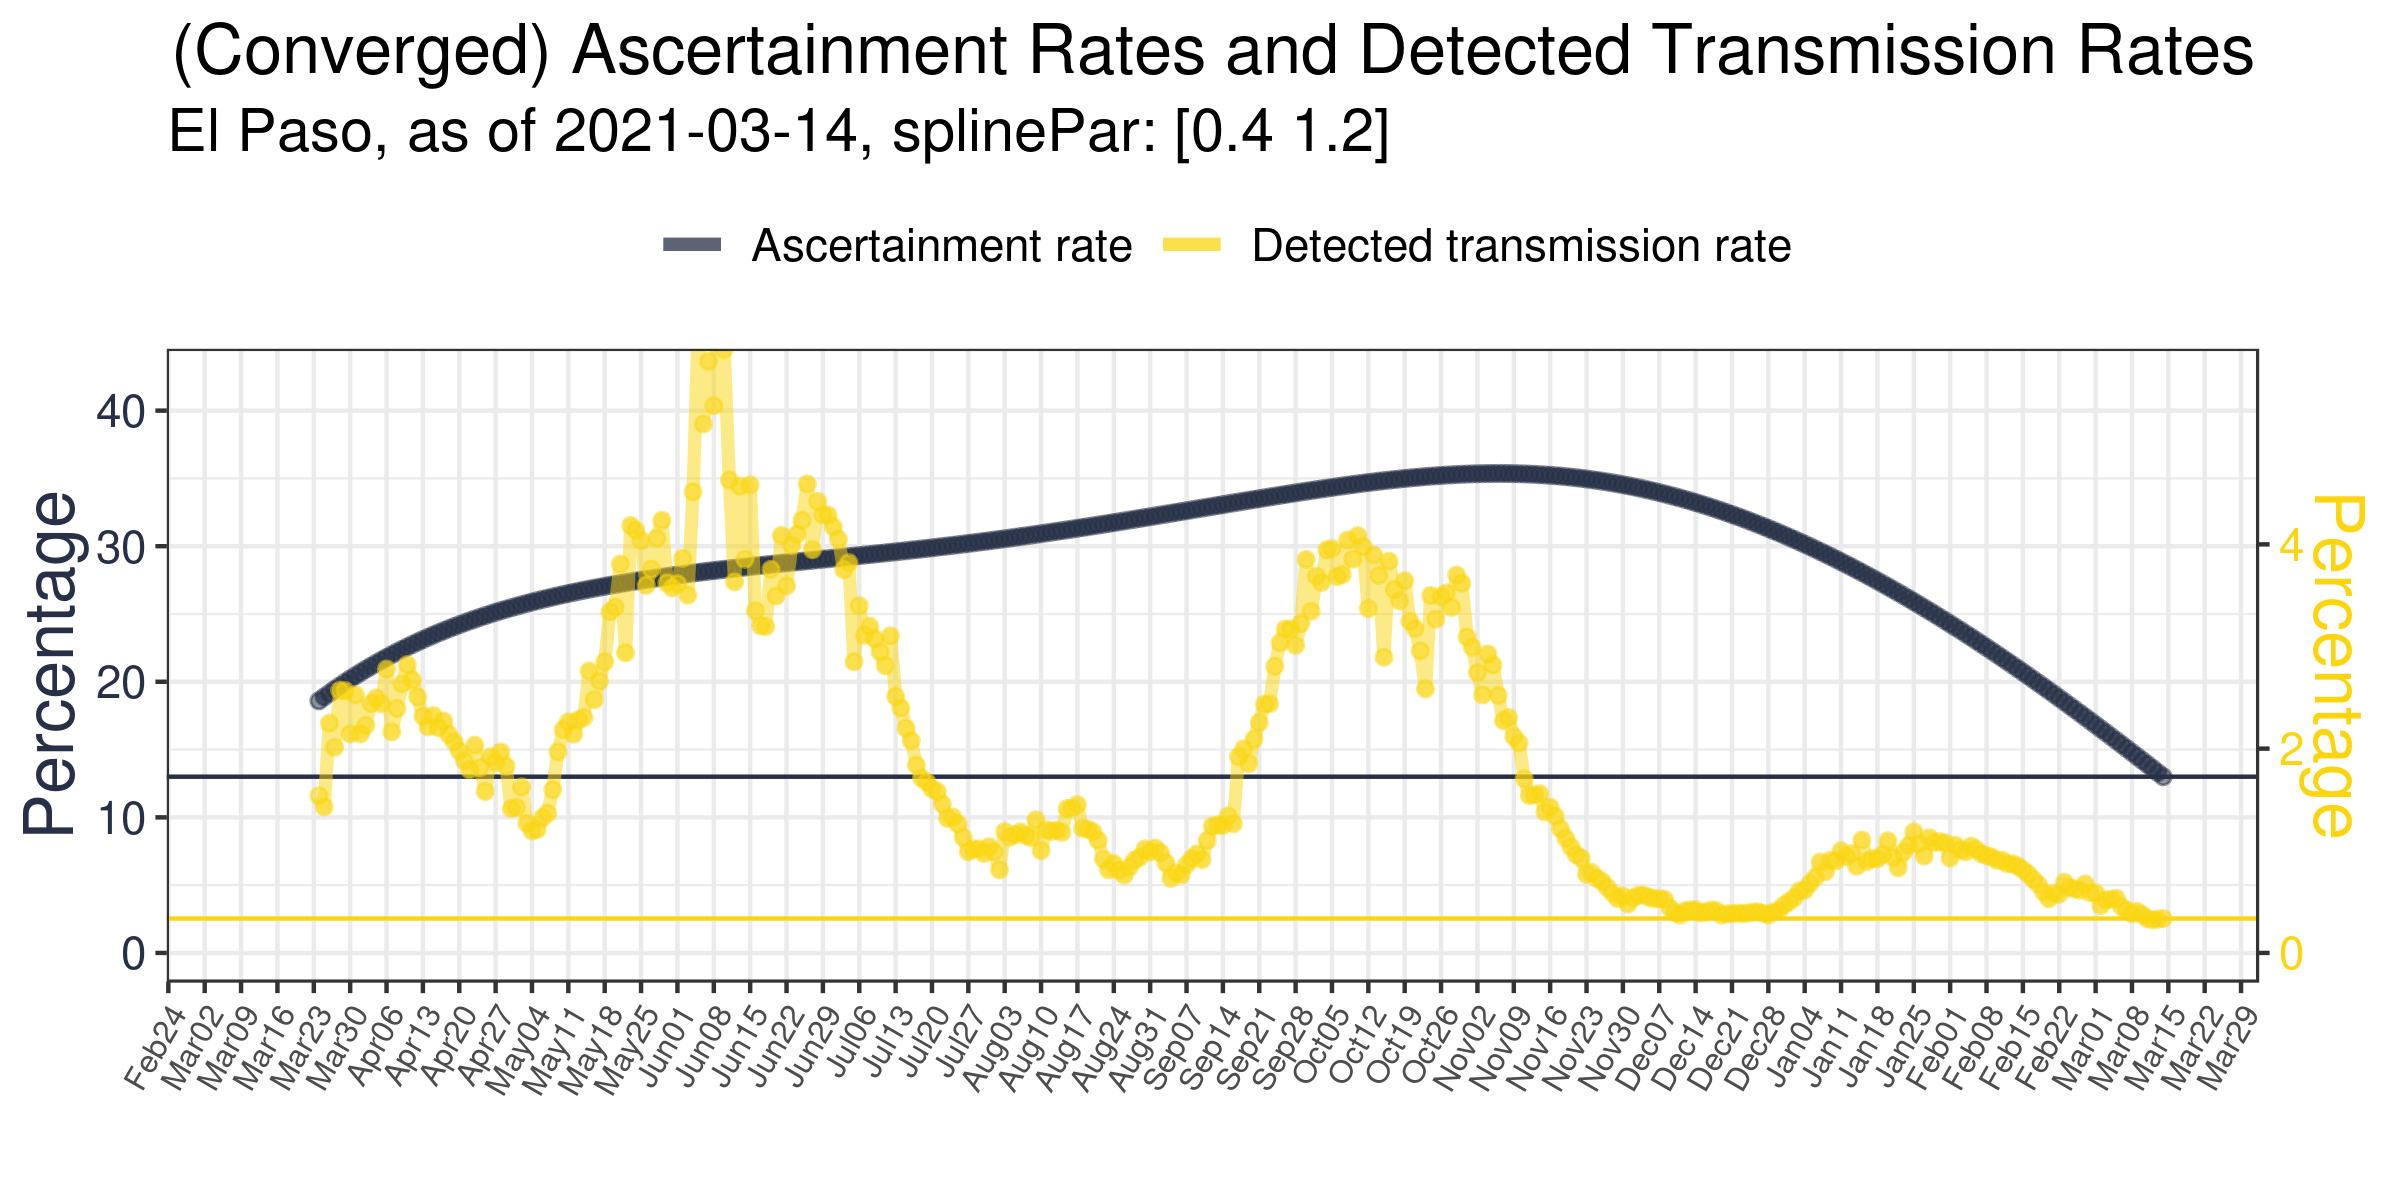 (Converged) Ascertainment Rates and Detected Transmission Rates
El Paso, as of 2021-03-14, splinePar: [0.4 1.2]
Ascertainment rate Detected transmission rate
Percentage
40
30
20
10
0
Percentage
4
2
0
Feb24 Mar02 Mar09 Mar16 Mar23 Mar30 Apr06 Apr13 Apr20 Apr27 May04 May11 May18 May25 Jun01 Jun08 Jun15 Jun22 Jun29 Jul06 Jul13 Jul20 Jul27 Aug03 Aug10 Aug17 Aug24 Aug31 Sep07 Sep14 Sep21 Sep28 Oct05 Oct12 Oct19 Oct26 Nov02 Nov09 Nov16 Nov23 Nov30 Dec07 Dec14 Dec21 Dec28 Jan04 Jan11 Jan18 Jan25 Feb01 Feb08 Feb15 Feb22 Mar01 Mar08 Mar15 Mar22 Mar29